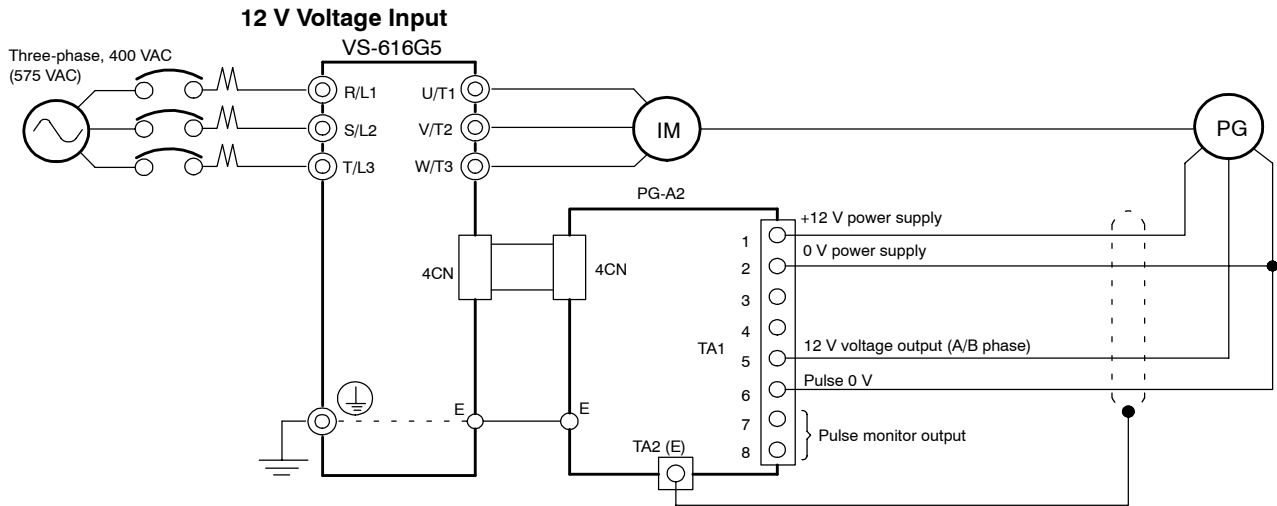 12 V Voltage Input
VS-616G5
Three-phase, 400 VAC
(575 VAC)
R/L1
U/T1
S/L2
V/T2
IM
PG
T/L3
W/T3
PG-A2
+12 V power supply
1
0 V power supply
2
4CN
4CN
3
4
TA1
12 V voltage output (A/B phase)
5
Pulse 0 V
6
E
E
7
Pulse monitor output
8
TA2 (E)